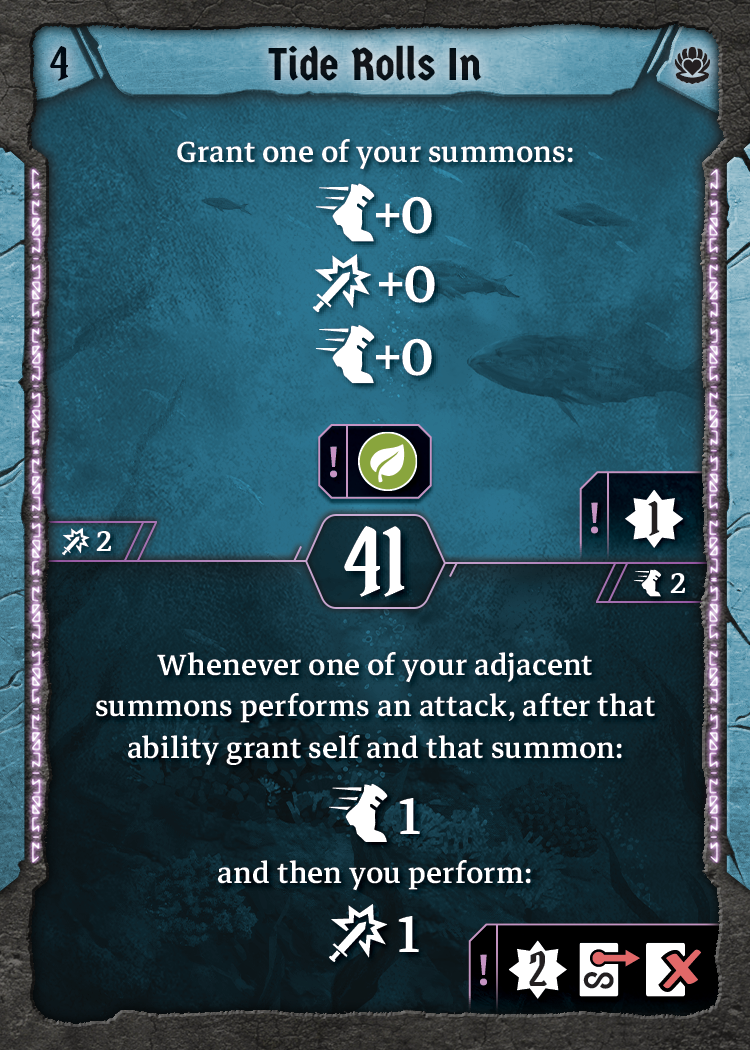 4
Tide Rolls In
Grant one of your summons:
+0
+0
+0
!
! 1
2
41
2
Whenever one of your adjacent
summons performs an attack, after that
ability grant self and that summon:
1
and then you perform:
1
! 2 ∞